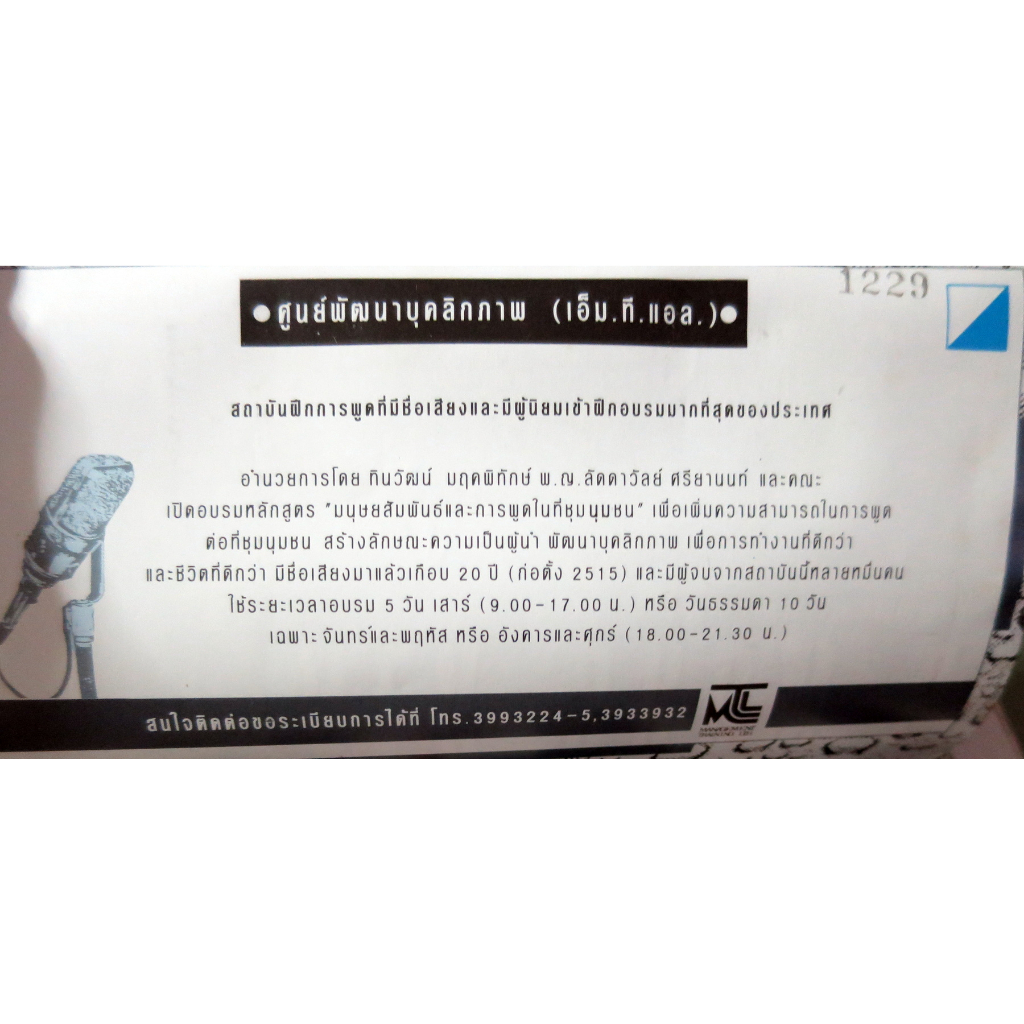 1229
•ศูนย์พัฒนาบุคลิกภาพ (เอ็ม.ที.แอล.)•
สถาบันฝึกการพูดที่มีชื่อเสียงและมีผู้นิยมเข้าฝึกอบรมมากที่สุดของประเทศ
อำนวยการโดย ทินวัฒน์ มฤคพิทักษ์ พ.ญ.ลัดดาวัลย์ ศรียานนท์ และคณะ
เปิดอบรมหลักสูตร "มนุษยสัมพันธ์และการพูดในที่ชุมนุมชน" เพื่อเพิ่มความสามารถในการพูด
ต่อที่ชุมนุมชน สร้างลักษณะความเป็นผู้นำ พัฒนาบุคลิกภาพ เพื่อการทำงานที่ดีกว่า
และชีวิตที่ดีกว่า มีชื่อเสียงมาแล้วเกือบ 20 ปี (ก่อตั้ง 2515) และมีผู้จบจากสถาบันนี้หลายหมื่นคน
ใช้ระยะเวลาอบรม 5 วัน เสาร์ (9.00-17.00 น.) หรือ วันธรรมดา 10 วัน
เฉพาะ จันทร์และพฤหัส หรือ อังคารและศุกร์ (18.00-21.30 น.)
สนใจติดต่อขอระเบียบการได้ที่ โทร.3993224-5,3933932
MTL
MANAGEMENT
TRAINING LTD.